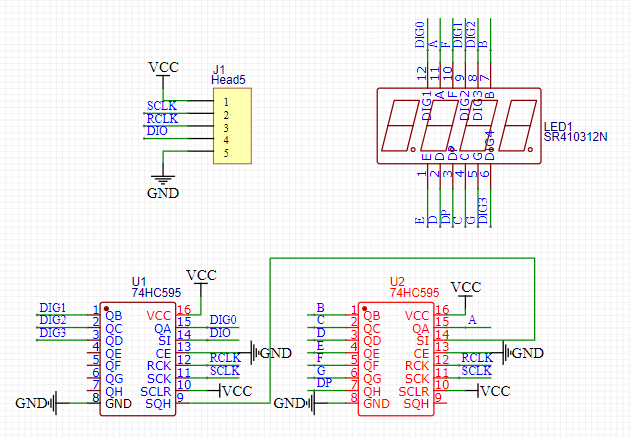 DIG0
A
F
DIG1
DIG2
B
12
11
10
9
8
7
DIG1
A
F
DIG2
DIG3
B
LED1
SR410312N
E
D
DP
C
G
DIG4
1
2
3
4
5
6
E
D
DP
C
G
DIG3
VCC
J1
Head5
1
SCLK
2
RCLK
3
DIO
4
5
GND
U1
74HC595
VCC
DIG1 1 QB VCC 16
DIG2 2 QC QA 15 DIG0
DIG3 3 QD SI 14 DIO
4 QE CE 13 GND
5 QF RCK 12 RCLK
6 QG SCK 11 SCLK
7 QH SCLR 10 VCC
GND 8 GND SQH 9
U2
74HC595
VCC
B 1 QB VCC 16
C 2 QC QA 15 A
D 3 QD SI 14
E 4 QE CE 13 GND
F 5 QF RCK 12 RCLK
G 6 QG SCK 11 SCLK
DP 7 QH SCLR 10 VCC
GND 8 GND SQH 9